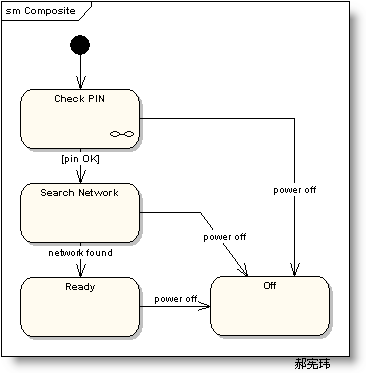 sm Composite
Check PIN
[pin OK]
power off
Search Network
power off
network found
Ready
power off
Off
郝宪玮